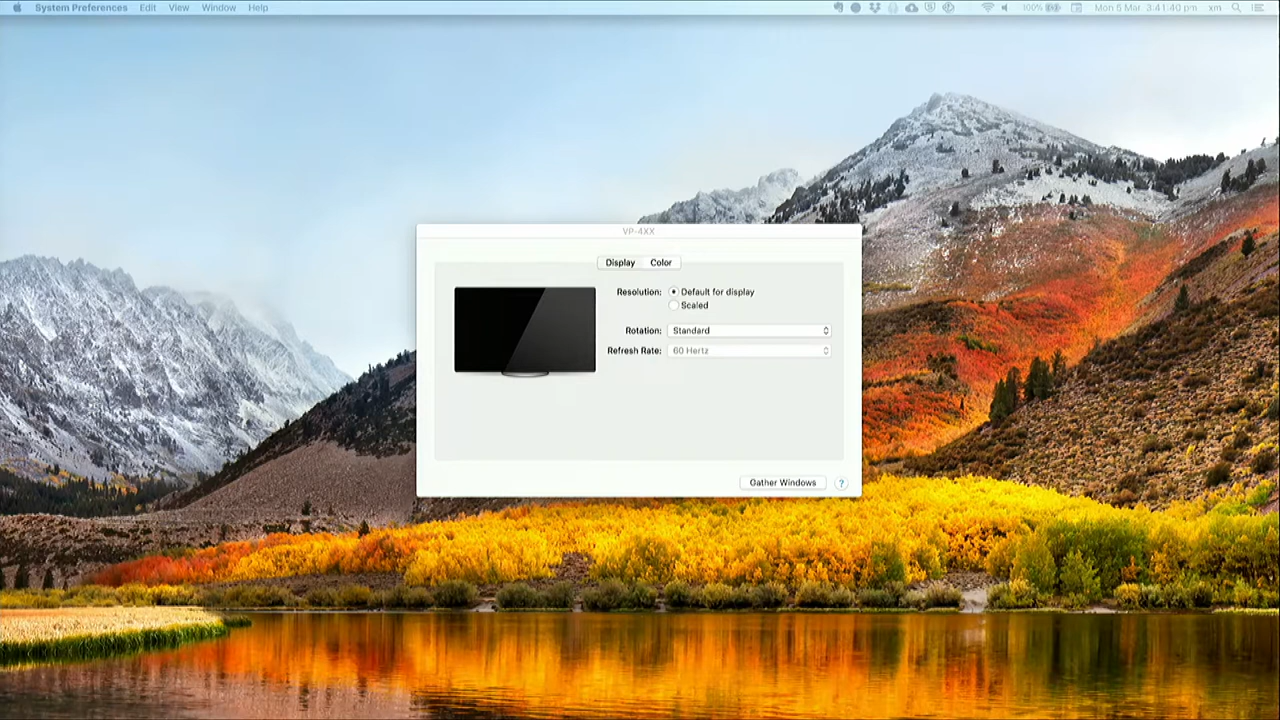 System Preferences Edit View Window Help
100% Mon 5 Mar 3:41:40 pm xm
VP-4XX
Display Color
Resolution: Default for display
Scaled
Rotation: Standard
Refresh Rate: 60 Hertz
Gather Windows ?